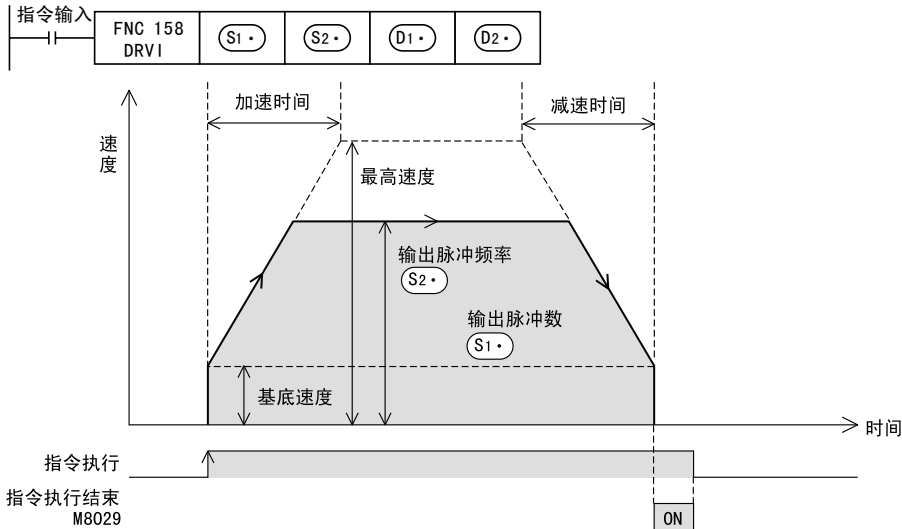 指令输入
FNC 158
DRVI
S1・
S2・
D1・
D2・
加速时间
减速时间
速度
最高速度
输出脉冲频率
S2・
输出脉冲数
S1・
基底速度
时间
指令执行
指令执行结束
M8029
ON